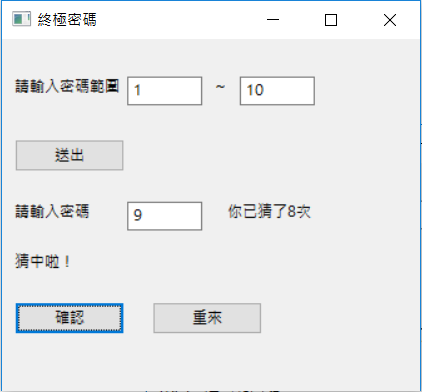 終極密碼
請輸入密碼範圍 1 ~ 10
送出
請輸入密碼 9 你已猜了8次
猜中啦！
確認 重來